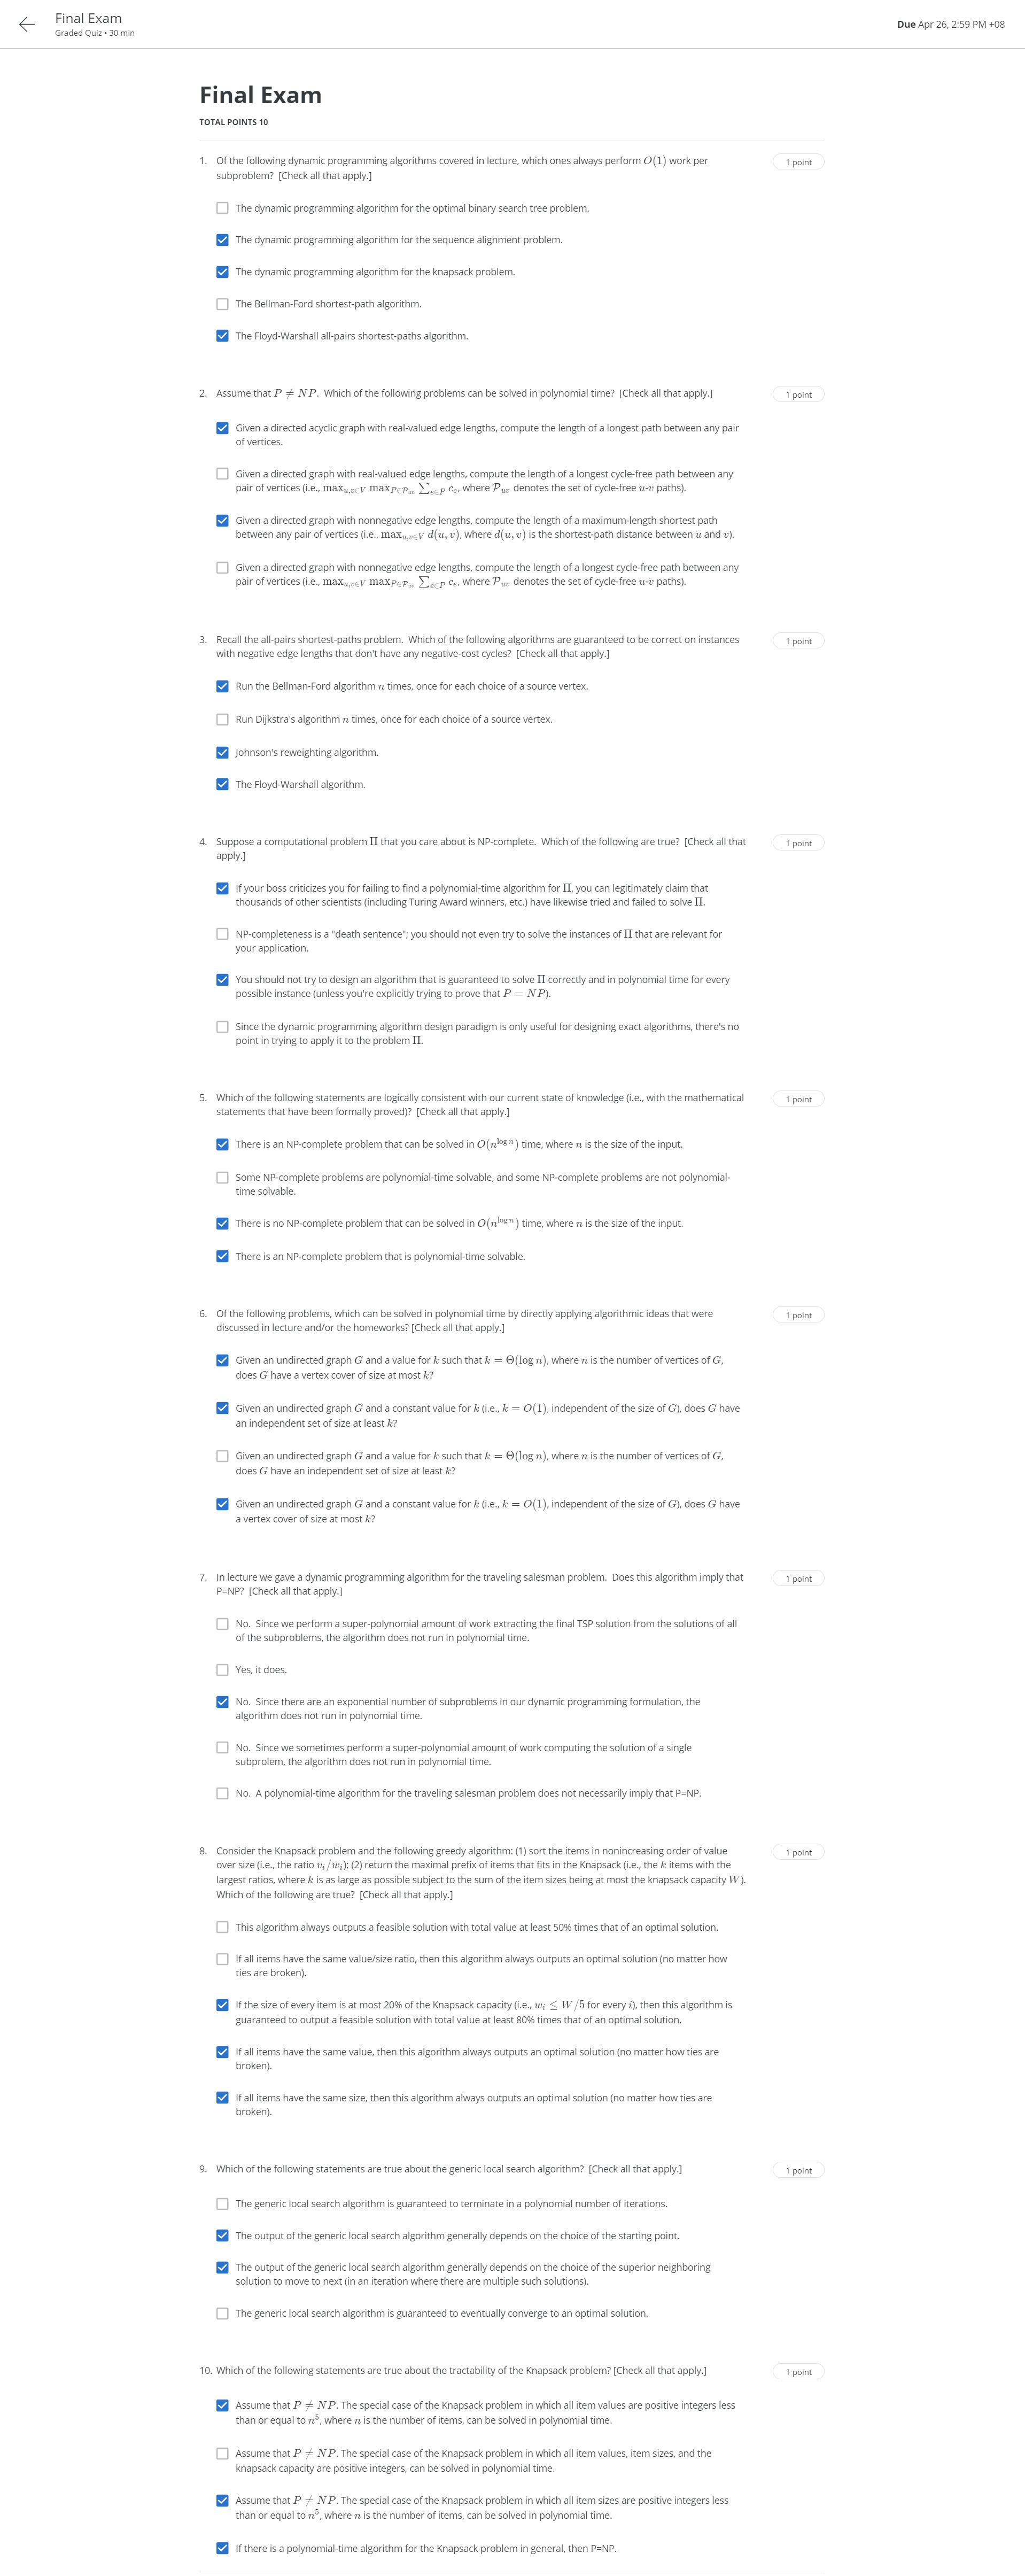 Final Exam
Graded Quiz • 30 min
Due Apr 26, 2:59 PM +08
Final Exam
TOTAL POINTS 10
1. Of the following dynamic programming algorithms covered in lecture, which ones always perform O(1) work per
subproblem? [Check all that apply.]
1 point
The dynamic programming algorithm for the optimal binary search tree problem.
The dynamic programming algorithm for the sequence alignment problem.
The dynamic programming algorithm for the knapsack problem.
The Bellman-Ford shortest-path algorithm.
The Floyd-Warshall all-pairs shortest-paths algorithm.
2. Assume that P ≠ NP. Which of the following problems can be solved in polynomial time? [Check all that apply.]
1 point
Given a directed acyclic graph with real-valued edge lengths, compute the length of a longest path between any pair
of vertices.
Given a directed graph with real-valued edge lengths, compute the length of a longest cycle-free path between any
pair of vertices (i.e., max_{u,v∈V} max_{P∈𝒫_{uv}} ∑_{e∈P} c_e, where 𝒫_{uv} denotes the set of cycle-free u-v paths).
Given a directed graph with nonnegative edge lengths, compute the length of a maximum-length shortest path
between any pair of vertices (i.e., max_{u,v∈V} d(u, v), where d(u, v) is the shortest-path distance between u and v).
Given a directed graph with nonnegative edge lengths, compute the length of a longest cycle-free path between any
pair of vertices (i.e., max_{u,v∈V} max_{P∈𝒫_{uv}} ∑_{e∈P} c_e, where 𝒫_{uv} denotes the set of cycle-free u-v paths).
3. Recall the all-pairs shortest-paths problem. Which of the following algorithms are guaranteed to be correct on instances
with negative edge lengths that don't have any negative-cost cycles? [Check all that apply.]
1 point
Run the Bellman-Ford algorithm n times, once for each choice of a source vertex.
Run Dijkstra's algorithm n times, once for each choice of a source vertex.
Johnson's reweighting algorithm.
The Floyd-Warshall algorithm.
4. Suppose a computational problem Π that you care about is NP-complete. Which of the following are true? [Check all that
apply.]
1 point
If your boss criticizes you for failing to find a polynomial-time algorithm for Π, you can legitimately claim that
thousands of other scientists (including Turing Award winners, etc.) have likewise tried and failed to solve Π.
NP-completeness is a "death sentence"; you should not even try to solve the instances of Π that are relevant for
your application.
You should not try to design an algorithm that is guaranteed to solve Π correctly and in polynomial time for every
possible instance (unless you're explicitly trying to prove that P = NP).
Since the dynamic programming algorithm design paradigm is only useful for designing exact algorithms, there's no
point in trying to apply it to the problem Π.
5. Which of the following statements are logically consistent with our current state of knowledge (i.e., with the mathematical
statements that have been formally proved)? [Check all that apply.]
1 point
There is an NP-complete problem that can be solved in O(n^{log n}) time, where n is the size of the input.
Some NP-complete problems are polynomial-time solvable, and some NP-complete problems are not polynomial-
time solvable.
There is no NP-complete problem that can be solved in O(n^{log n}) time, where n is the size of the input.
There is an NP-complete problem that is polynomial-time solvable.
6. Of the following problems, which can be solved in polynomial time by directly applying algorithmic ideas that were
discussed in lecture and/or the homeworks? [Check all that apply.]
1 point
Given an undirected graph G and a value for k such that k = Θ(log n), where n is the number of vertices of G,
does G have a vertex cover of size at most k?
Given an undirected graph G and a constant value for k (i.e., k = O(1), independent of the size of G), does G have
an independent set of size at least k?
Given an undirected graph G and a value for k such that k = Θ(log n), where n is the number of vertices of G,
does G have an independent set of size at least k?
Given an undirected graph G and a constant value for k (i.e., k = O(1), independent of the size of G), does G have
a vertex cover of size at most k?
7. In lecture we gave a dynamic programming algorithm for the traveling salesman problem. Does this algorithm imply that
P=NP? [Check all that apply.]
1 point
No. Since we perform a super-polynomial amount of work extracting the final TSP solution from the solutions of all
of the subproblems, the algorithm does not run in polynomial time.
Yes, it does.
No. Since there are an exponential number of subproblems in our dynamic programming formulation, the
algorithm does not run in polynomial time.
No. Since we sometimes perform a super-polynomial amount of work computing the solution of a single
subprolem, the algorithm does not run in polynomial time.
No. A polynomial-time algorithm for the traveling salesman problem does not necessarily imply that P=NP.
8. Consider the Knapsack problem and the following greedy algorithm: (1) sort the items in nonincreasing order of value
over size (i.e., the ratio v_i/w_i); (2) return the maximal prefix of items that fits in the Knapsack (i.e., the k items with the
largest ratios, where k is as large as possible subject to the sum of the item sizes being at most the knapsack capacity W).
Which of the following are true? [Check all that apply.]
1 point
This algorithm always outputs a feasible solution with total value at least 50% times that of an optimal solution.
If all items have the same value/size ratio, then this algorithm always outputs an optimal solution (no matter how
ties are broken).
If the size of every item is at most 20% of the Knapsack capacity (i.e., w_i ≤ W/5 for every i), then this algorithm is
guaranteed to output a feasible solution with total value at least 80% times that of an optimal solution.
If all items have the same value, then this algorithm always outputs an optimal solution (no matter how ties are
broken).
If all items have the same size, then this algorithm always outputs an optimal solution (no matter how ties are
broken).
9. Which of the following statements are true about the generic local search algorithm? [Check all that apply.]
1 point
The generic local search algorithm is guaranteed to terminate in a polynomial number of iterations.
The output of the generic local search algorithm generally depends on the choice of the starting point.
The output of the generic local search algorithm generally depends on the choice of the superior neighboring
solution to move to next (in an iteration where there are multiple such solutions).
The generic local search algorithm is guaranteed to eventually converge to an optimal solution.
10. Which of the following statements are true about the tractability of the Knapsack problem? [Check all that apply.]
1 point
Assume that P ≠ NP. The special case of the Knapsack problem in which all item values are positive integers less
than or equal to n^5, where n is the number of items, can be solved in polynomial time.
Assume that P ≠ NP. The special case of the Knapsack problem in which all item values, item sizes, and the
knapsack capacity are positive integers, can be solved in polynomial time.
Assume that P ≠ NP. The special case of the Knapsack problem in which all item sizes are positive integers less
than or equal to n^5, where n is the number of items, can be solved in polynomial time.
If there is a polynomial-time algorithm for the Knapsack problem in general, then P=NP.